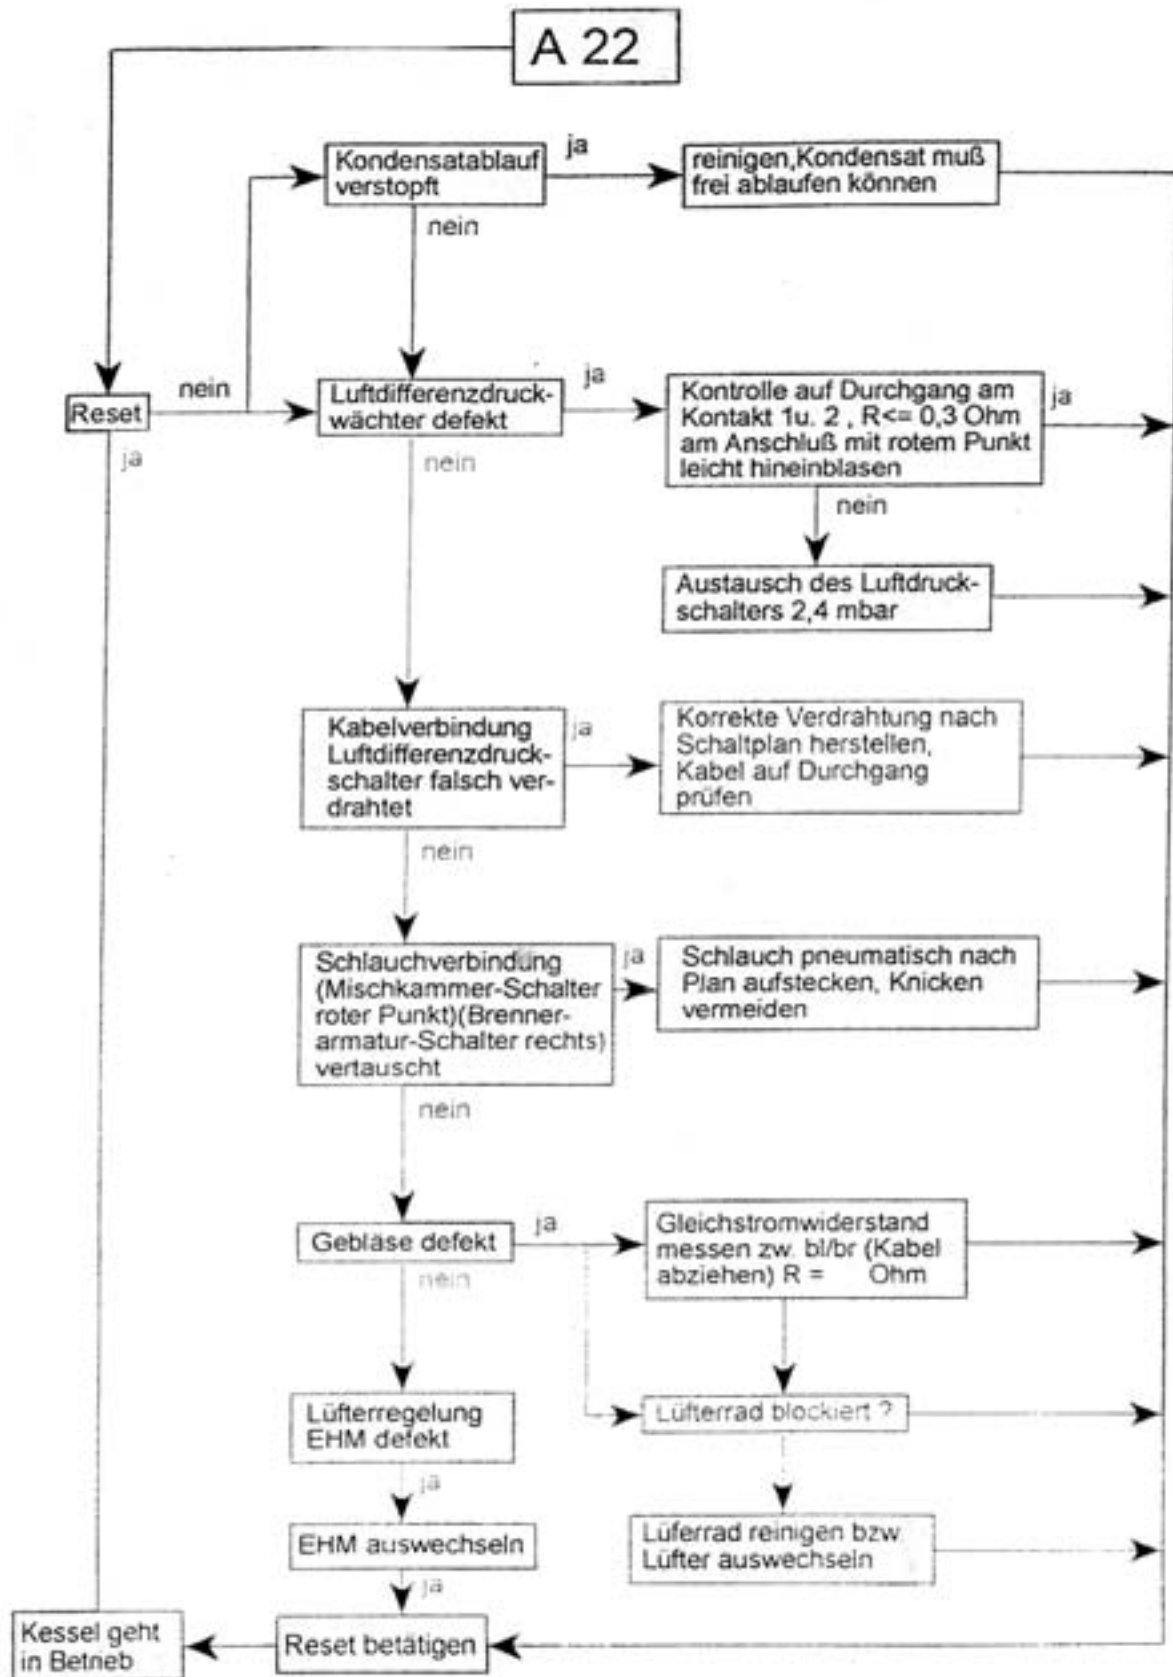 A 22
Kondensatablauf
verstopft
ja
reinigen,Kondensat muß
frei ablaufen können
nein
Reset
nein
ja
Luftdifferenzdruck-
wächter defekt
ja
nein
Kontrolle auf Durchgang am
Kontakt 1u. 2 , R<= 0,3 Ohm
am Anschluß mit rotem Punkt
leicht hineinblasen
ja
nein
Austausch des Luftdruck-
schalters 2,4 mbar
Kabelverbindung
Luftdifferenzdruck-
schalter falsch ver-
drahtet
ja
nein
Korrekte Verdrahtung nach
Schaltplan herstellen,
Kabel auf Durchgang
prüfen
Schlauchverbindung
(Mischkammer-Schalter
roter Punkt)(Brenner-
armatur-Schalter rechts)
vertauscht
ja
nein
Schlauch pneumatisch nach
Plan aufstecken, Knicken
vermeiden
Gebläse defekt
ja
nein
Gleichstromwiderstand
messen zw. bl/br (Kabel
abziehen) R = Ohm
Lüfterregelung
EHM defekt
ja
Lüfterrad blockiert ?
EHM auswechseln
ja
Lüferrad reinigen bzw.
Lüfter auswechseln
Reset betätigen
Kessel geht
in Betrieb